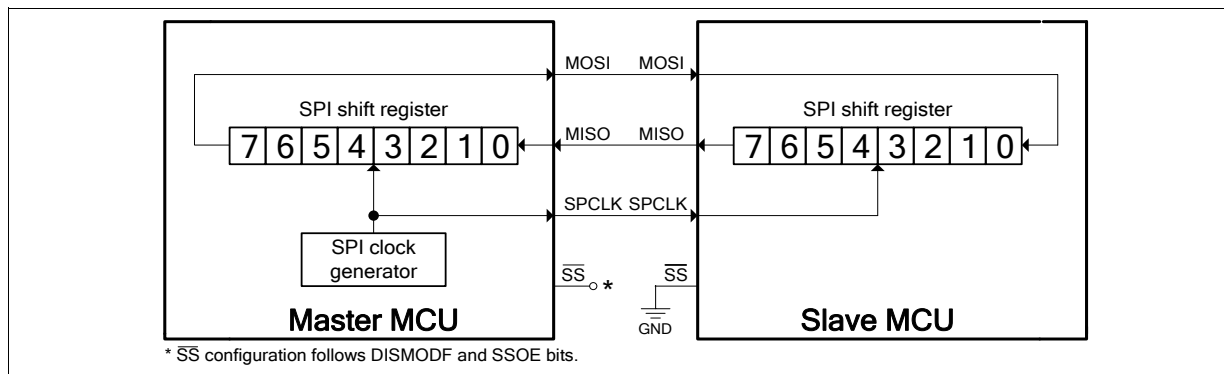 MOSI MOSI
SPI shift register SPI shift register
7 6 5 4 3 2 1 0 MISO MISO 7 6 5 4 3 2 1 0
SPCLK SPCLK
SPI clock
generator
SS * SS
GND
Master MCU Slave MCU
* SS configuration follows DISMODF and SSOE bits.